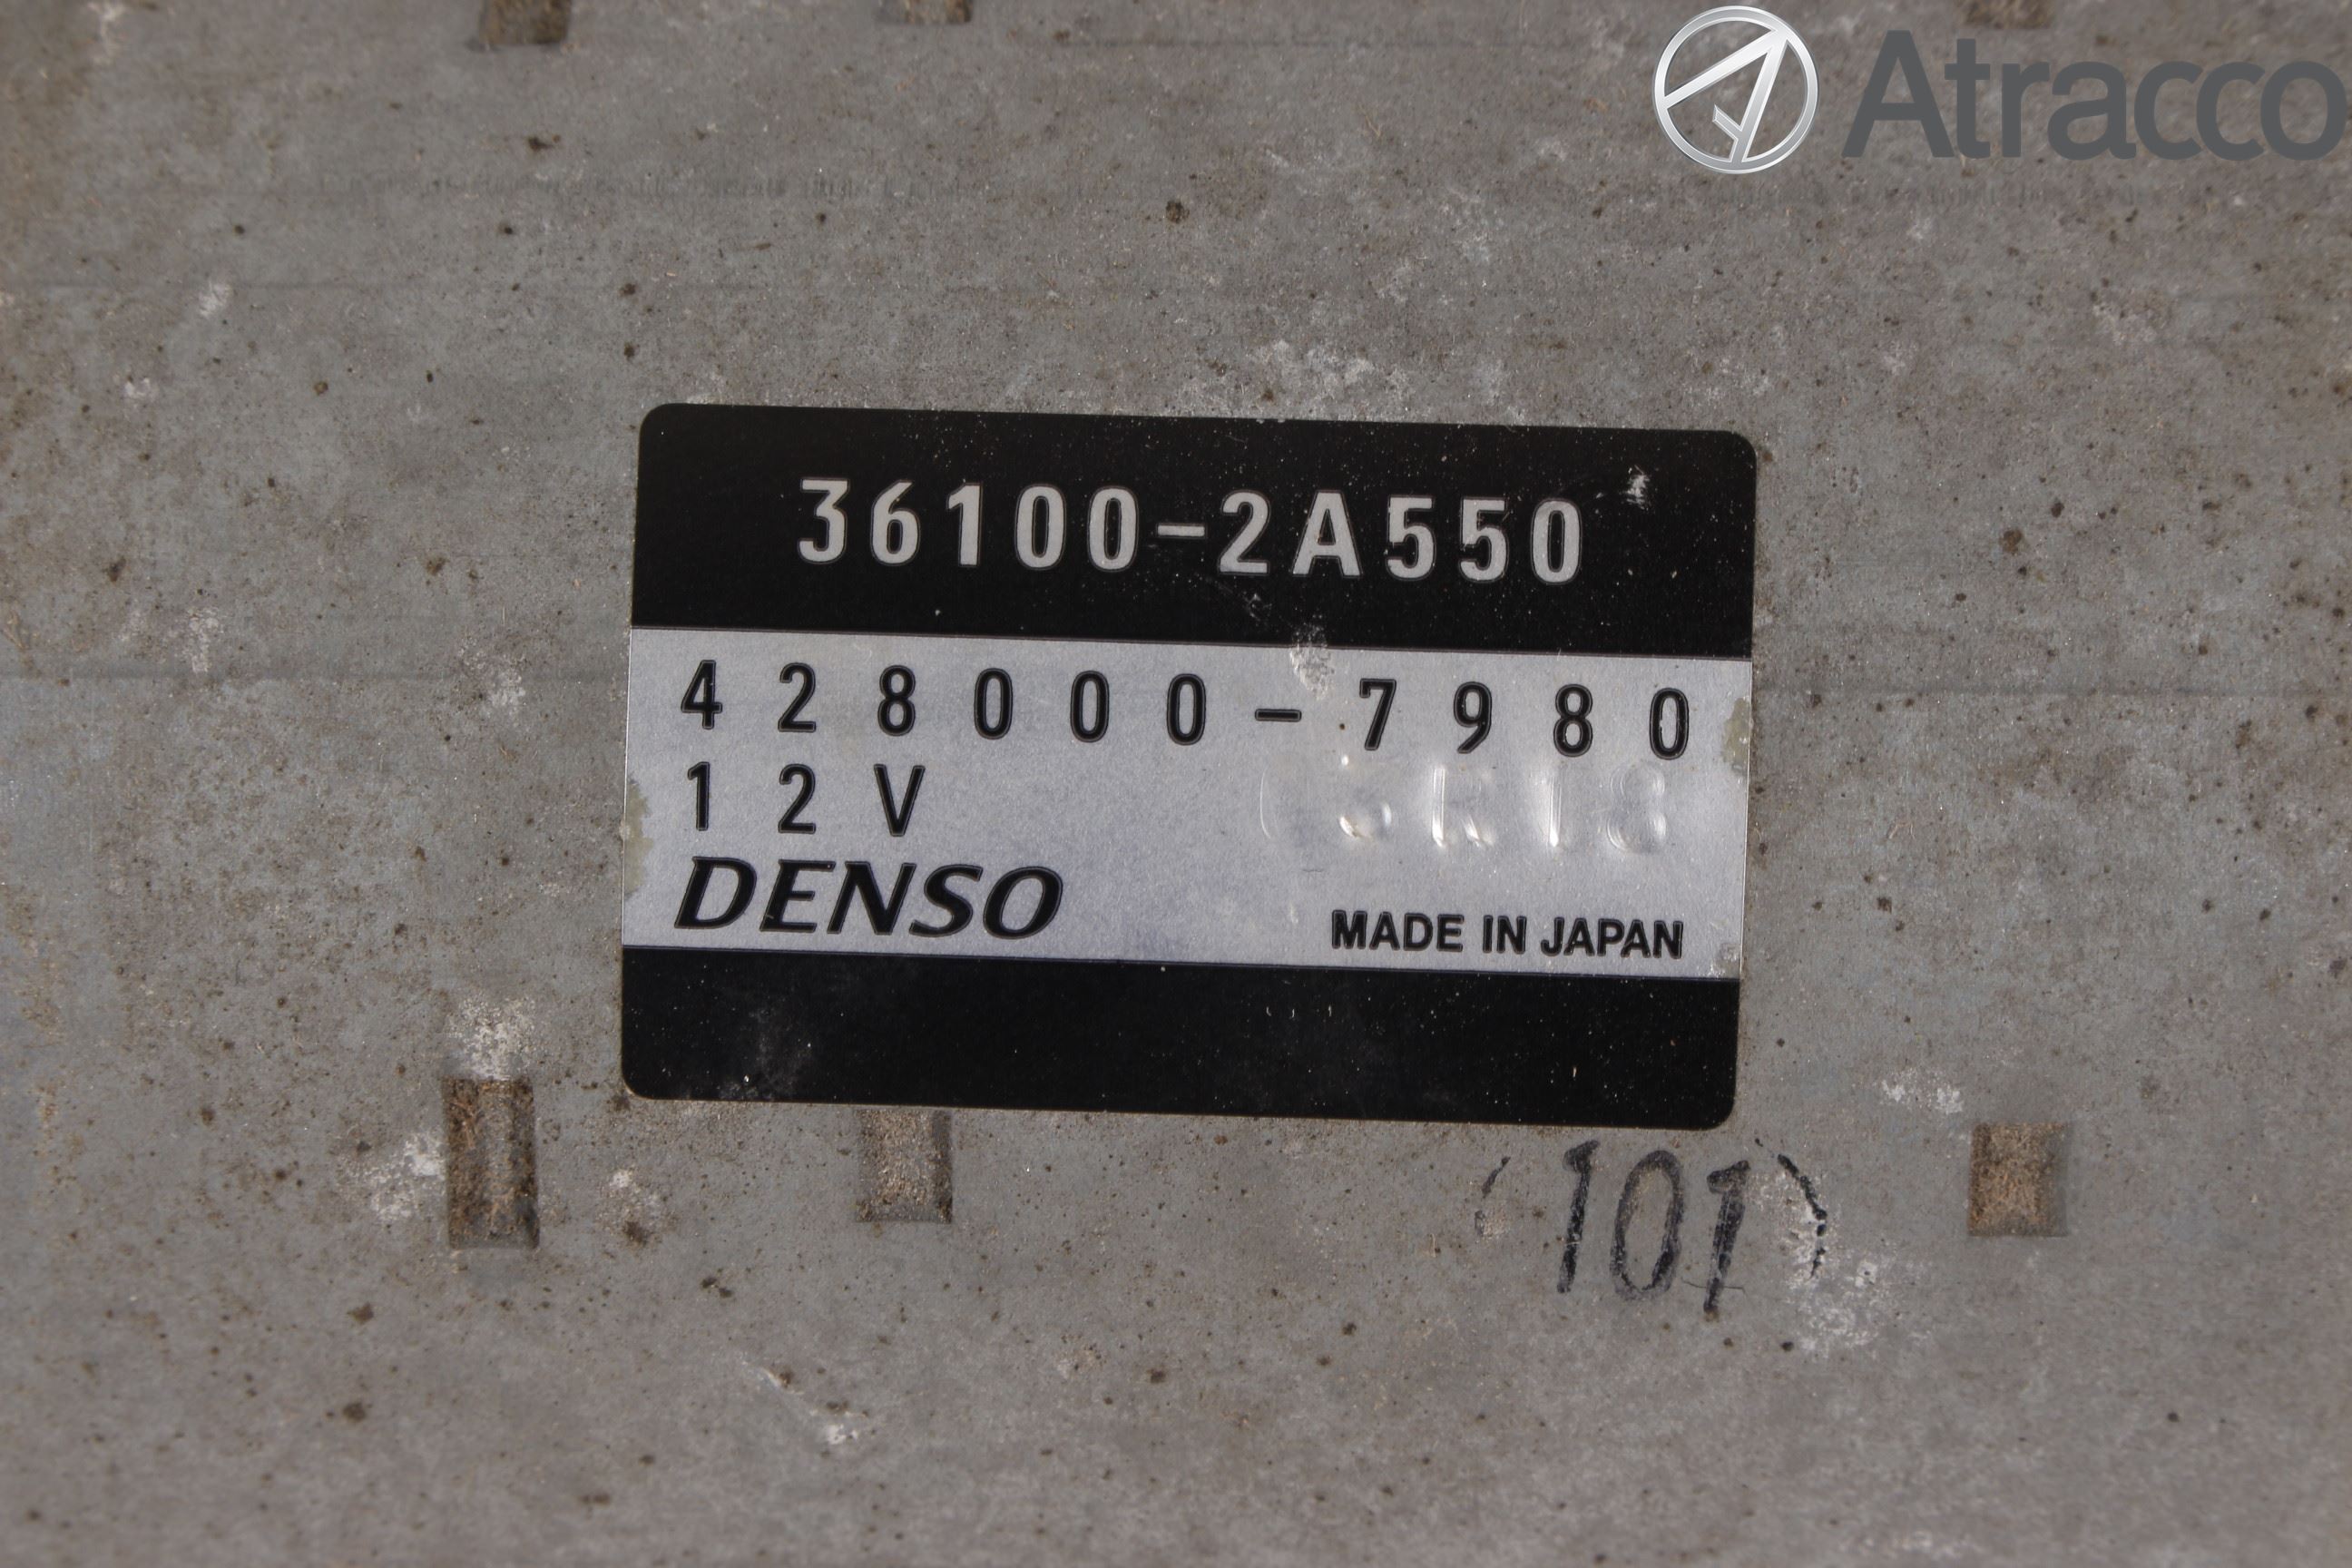 Atracco
36100-2A550
428000-7980
12V
DENSO
MADE IN JAPAN
(101)